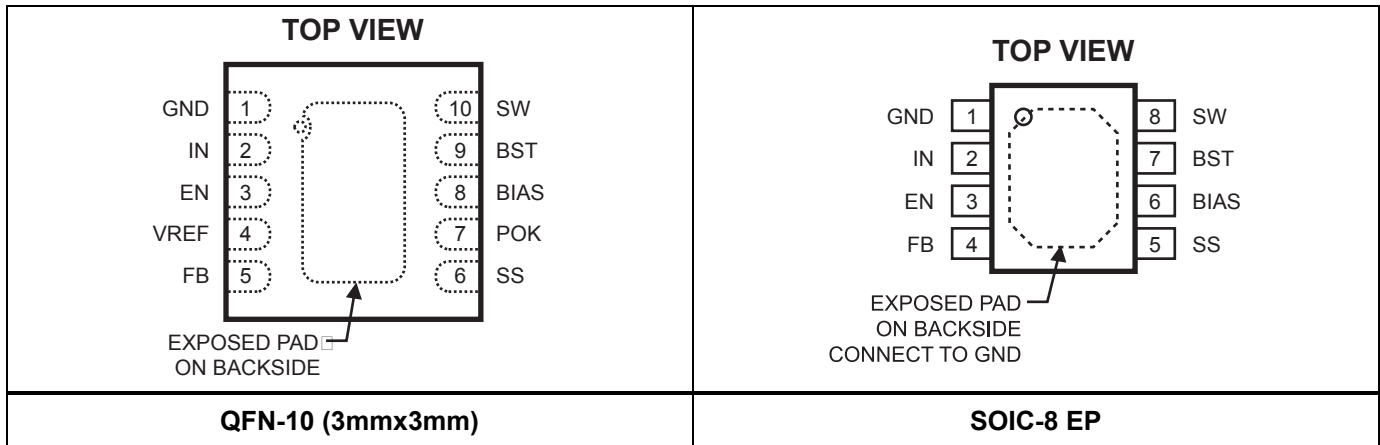 TOP VIEW
GND 1 10 SW
IN 2 9 BST
EN 3 8 BIAS
VREF 4 7 POK
FB 5 6 SS
EXPOSED PAD
ON BACKSIDE
QFN-10 (3mmx3mm)
TOP VIEW
GND 1 8 SW
IN 2 7 BST
EN 3 6 BIAS
FB 4 5 SS
EXPOSED PAD
ON BACKSIDE
CONNECT TO GND
SOIC-8 EP